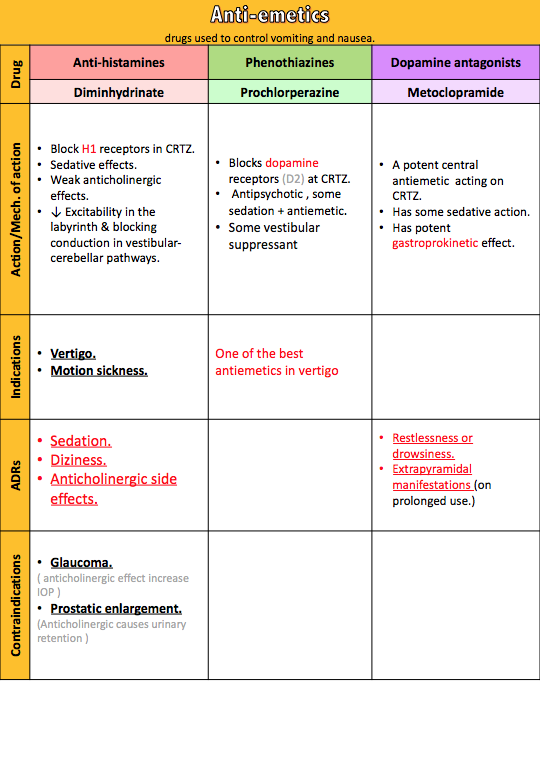 Anti-emetics
drugs used to control vomiting and nausea.
Drug
Anti-histamines
Phenothiazines
Dopamine antagonists
Diminhydrinate
Prochlorperazine
Metoclopramide
Action/Mech. of action
• Block H1 receptors in CRTZ.
• Sedative effects.
• Weak anticholinergic
effects.
• ↓ Excitability in the
labyrinth & blocking
conduction in vestibular-
cerebellar pathways.
• Blocks dopamine
receptors (D2) at CRTZ.
• Antipsychotic , some
sedation + antiemetic.
• Some vestibular
suppressant
• A potent central
antiemetic acting on
CRTZ.
• Has some sedative action.
• Has potent
gastroprokinetic effect.
Indications
• Vertigo.
• Motion sickness.
One of the best
antiemetics in vertigo
ADRs
• Sedation.
• Diziness.
• Anticholinergic side
effects.
• Restlessness or
drowsiness.
• Extrapyramidal
manifestations (on
prolonged use.)
Contraindications
• Glaucoma.
( anticholinergic effect increase
IOP )
• Prostatic enlargement.
(Anticholinergic causes urinary
retention )